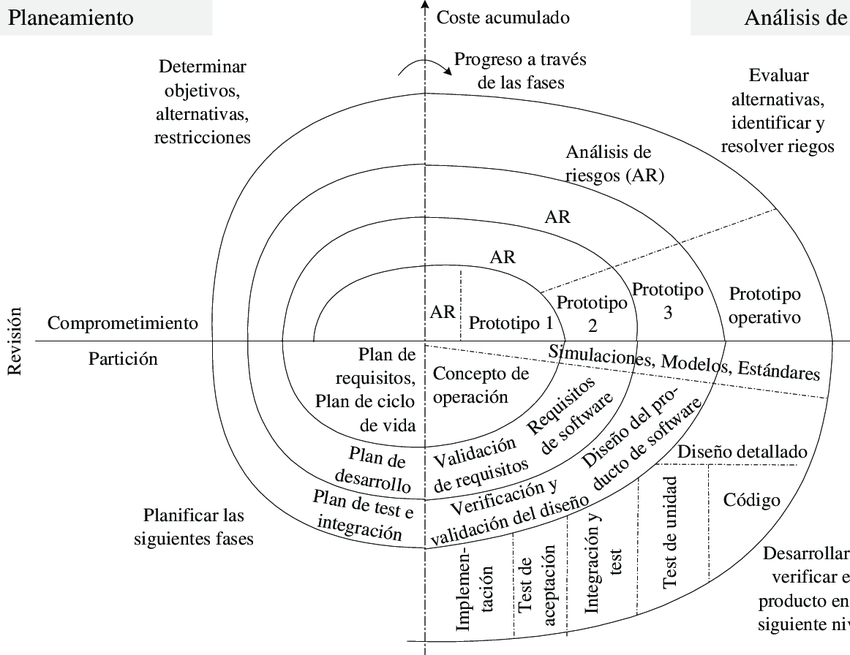 Planeamiento
Coste acumulado
Análisis de
Progreso a través
de las fases
Determinar
objetivos,
alternativas,
restricciones
Evaluar
alternativas,
identificar y
resolver riegos
Análisis de
riesgos (AR)
AR
AR
AR
Prototipo 1
Prototipo
2
Prototipo
3
Prototipo
operativo
Revisión
Comprometimiento
Partición
Simulaciones, Modelos, Estándares
Plan de
requisitos,
Plan de ciclo
de vida
Concepto de
operación
Requisitos
de software
Validación
de requisitos
Plan de
desarrollo
Diseño del pro-
ducto de software
Verificación y
validación del diseño
Plan de test e
integración
Diseño detallado
Código
Test de unidad
Integración y
test
Test de
aceptación
Implemen-
tación
Planificar las
siguientes fases
Desarrollar
verificar e
producto en
siguiente niv